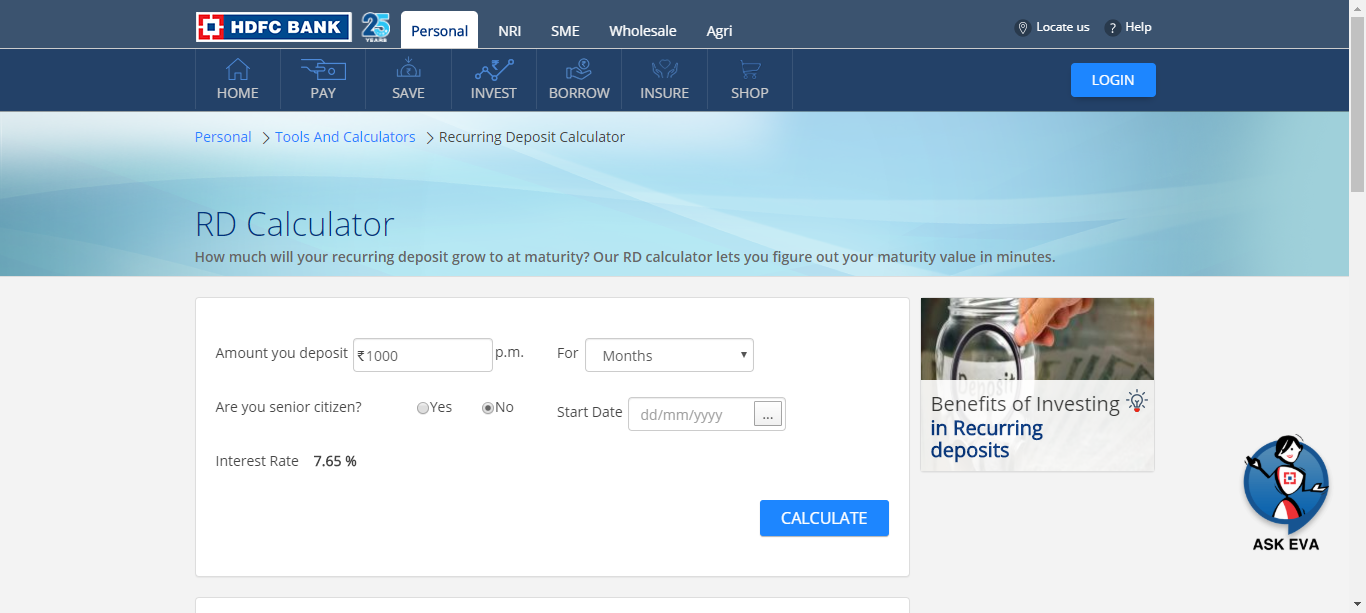 HDFC BANK
25
YEARS
Personal
NRI
SME
Wholesale
Agri
Locate us
? Help
HOME
PAY
SAVE
INVEST
BORROW
INSURE
SHOP
LOGIN
Personal > Tools And Calculators > Recurring Deposit Calculator
RD Calculator
How much will your recurring deposit grow to at maturity? Our RD calculator lets you figure out your maturity value in minutes.
Amount you deposit ₹1000 p.m. For Months
Are you senior citizen? Yes No Start Date dd/mm/yyyy ...
Interest Rate 7.65 %
CALCULATE
Deposit
Benefits of Investing
in Recurring
deposits
ASK EVA